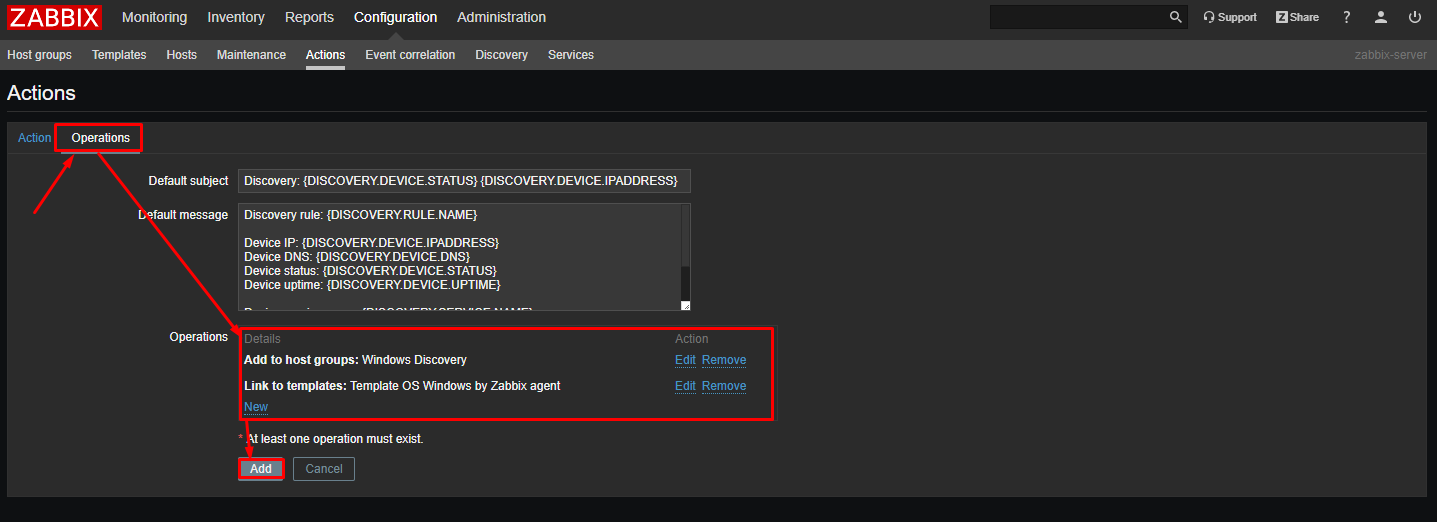 ZABBIX Monitoring Inventory Reports Configuration Administration Support Z Share ?
Host groups Templates Hosts Maintenance Actions Event correlation Discovery Services zabbix-server
Actions
Action Operations
Default subject Discovery: {DISCOVERY.DEVICE.STATUS} {DISCOVERY.DEVICE.IPADDRESS}
Default message Discovery rule: {DISCOVERY.RULE.NAME}
Device IP: {DISCOVERY.DEVICE.IPADDRESS}
Device DNS: {DISCOVERY.DEVICE.DNS}
Device status: {DISCOVERY.DEVICE.STATUS}
Device uptime: {DISCOVERY.DEVICE.UPTIME}
Operations Details Action
Add to host groups: Windows Discovery Edit Remove
Link to templates: Template OS Windows by Zabbix agent Edit Remove
New
* At least one operation must exist.
Add Cancel